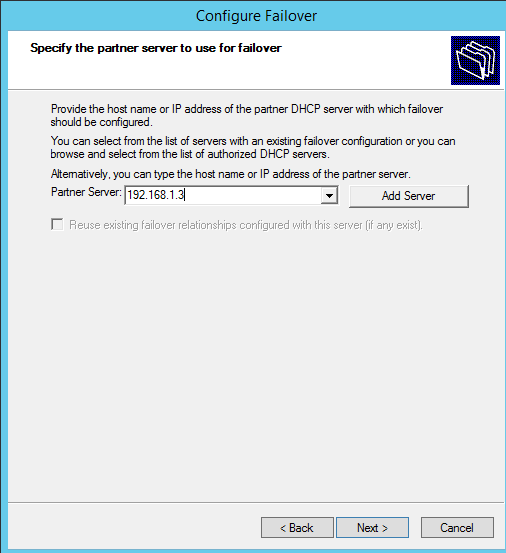 Configure Failover
Specify the partner server to use for failover
Provide the host name or IP address of the partner DHCP server with which failover
should be configured.
You can select from the list of servers with an existing failover configuration or you can
browse and select from the list of authorized DHCP servers.
Alternatively, you can type the host name or IP address of the partner server.
Partner Server: 192.168.1.3 Add Server
Reuse existing failover relationships configured with this server (if any exist).
< Back Next > Cancel